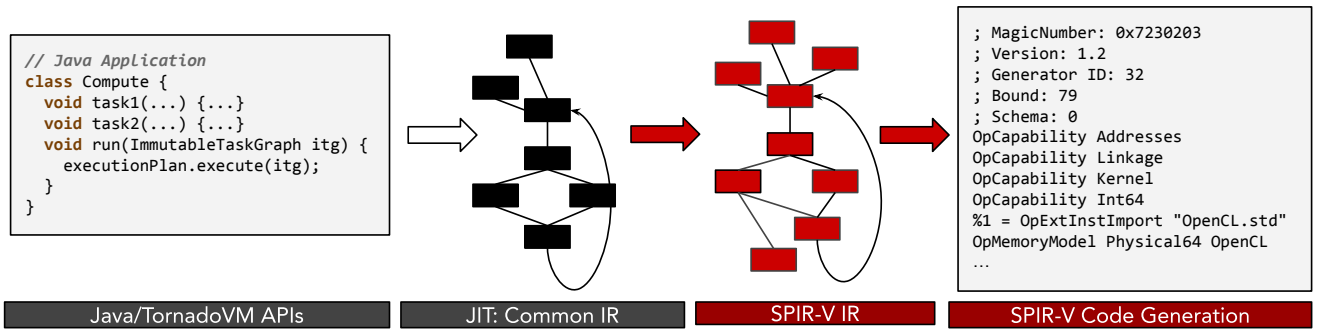 // Java Application
class Compute {
void task1(...) {...}
void task2(...) {...}
void run(ImmutableTaskGraph itg) {
executionPlan.execute(itg);
}
}
; MagicNumber: 0x7230203
; Version: 1.2
; Generator ID: 32
; Bound: 79
; Schema: 0
OpCapability Addresses
OpCapability Linkage
OpCapability Kernel
OpCapability Int64
%1 = OpExtInstImport "OpenCL.std"
OpMemoryModel Physical64 OpenCL
...
Java/TornadoVM APIs
JIT: Common IR
SPIR-V IR
SPIR-V Code Generation